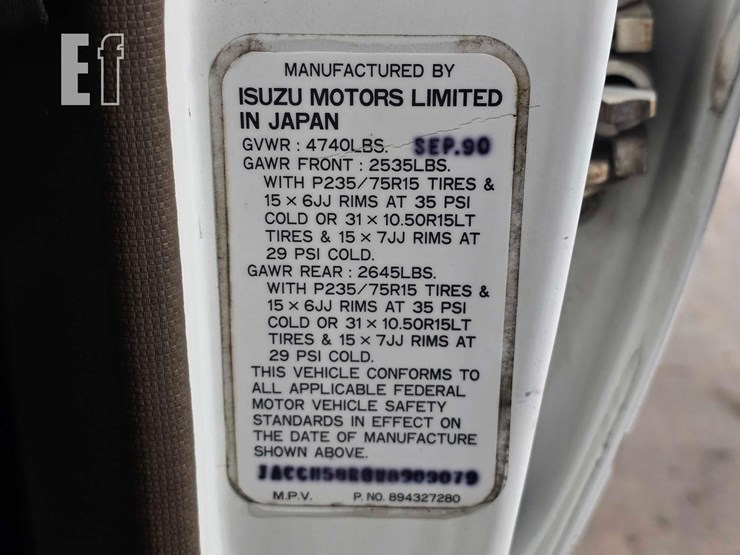 Ef
MANUFACTURED BY
ISUZU MOTORS LIMITED
IN JAPAN
GVWR : 4740LBS. SEP.90
GAWR FRONT : 2535LBS.
WITH P235/75R15 TIRES &
15 × 6JJ RIMS AT 35 PSI
COLD OR 31 × 10.50R15LT
TIRES & 15 × 7JJ RIMS AT
29 PSI COLD.
GAWR REAR : 2645LBS.
WITH P235/75R15 TIRES &
15 × 6JJ RIMS AT 35 PSI
COLD OR 31 × 10.50R15LT
TIRES & 15 × 7JJ RIMS AT
29 PSI COLD.
THIS VEHICLE CONFORMS TO
ALL APPLICABLE FEDERAL
MOTOR VEHICLE SAFETY
STANDARDS IN EFFECT ON
THE DATE OF MANUFACTURE
SHOWN ABOVE.
M.P.V. P. NO. 894327280